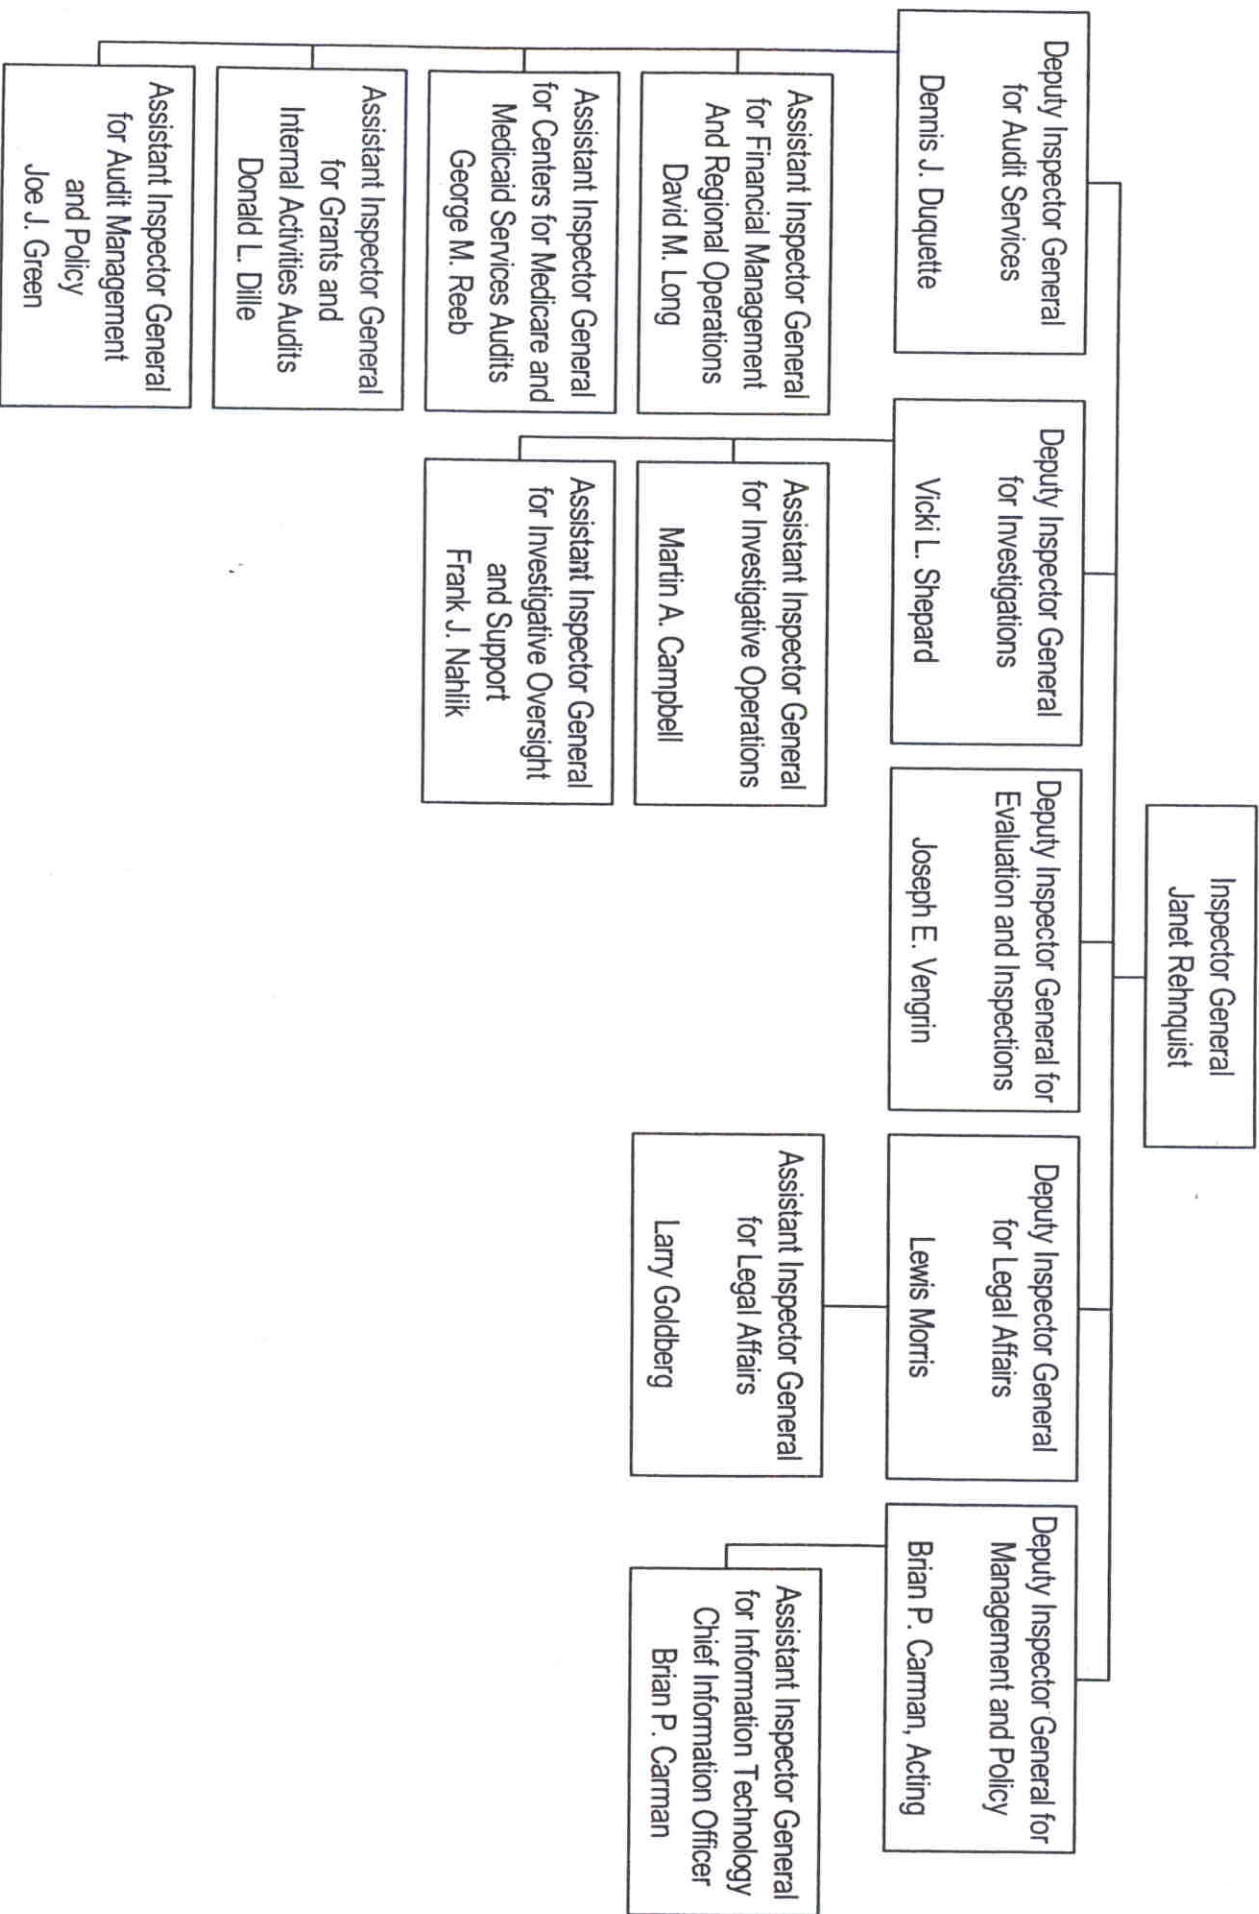 Inspector General
Janet Rehnquist
Deputy Inspector General
for Audit Services
Dennis J. Duquette
Assistant Inspector General
for Financial Management
And Regional Operations
David M. Long
Assistant Inspector General
for Centers for Medicare and
Medicaid Services Audits
George M. Reeb
Assistant Inspector General
for Grants and
Internal Activities Audits
Donald L. Dille
Assistant Inspector General
for Audit Management
and Policy
Joe J. Green
Deputy Inspector General
for Investigations
Vicki L. Shepard
Assistant Inspector General
for Investigative Operations
Martin A. Campbell
Assistant Inspector General
for Investigative Oversight
and Support
Frank J. Nahlik
Deputy Inspector General for
Evaluation and Inspections
Joseph E. Vengrin
Deputy Inspector General
for Legal Affairs
Lewis Morris
Assistant Inspector General
for Legal Affairs
Larry Goldberg
Deputy Inspector General for
Management and Policy
Brian P. Carman, Acting
Assistant Inspector General
for Information Technology
Chief Information Officer
Brian P. Carman